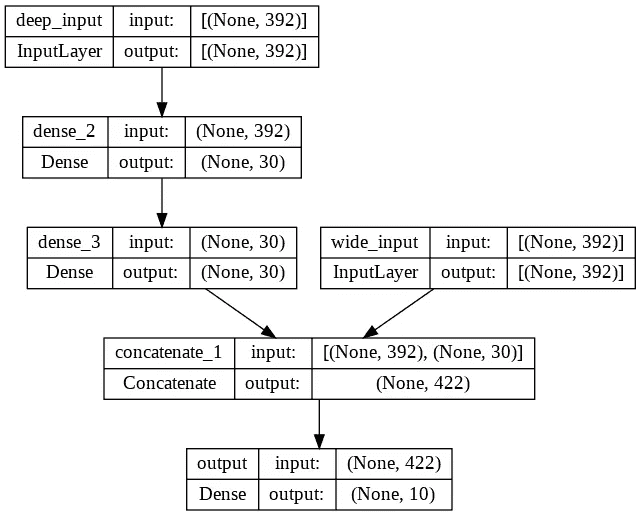 deep_input input: [(None, 392)]
InputLayer output: [(None, 392)]
dense_2 input: (None, 392)
Dense output: (None, 30)
dense_3 input: (None, 30)
Dense output: (None, 30)
wide_input input: [(None, 392)]
InputLayer output: [(None, 392)]
concatenate_1 input: [(None, 392), (None, 30)]
Concatenate output: (None, 422)
output input: (None, 422)
Dense output: (None, 10)